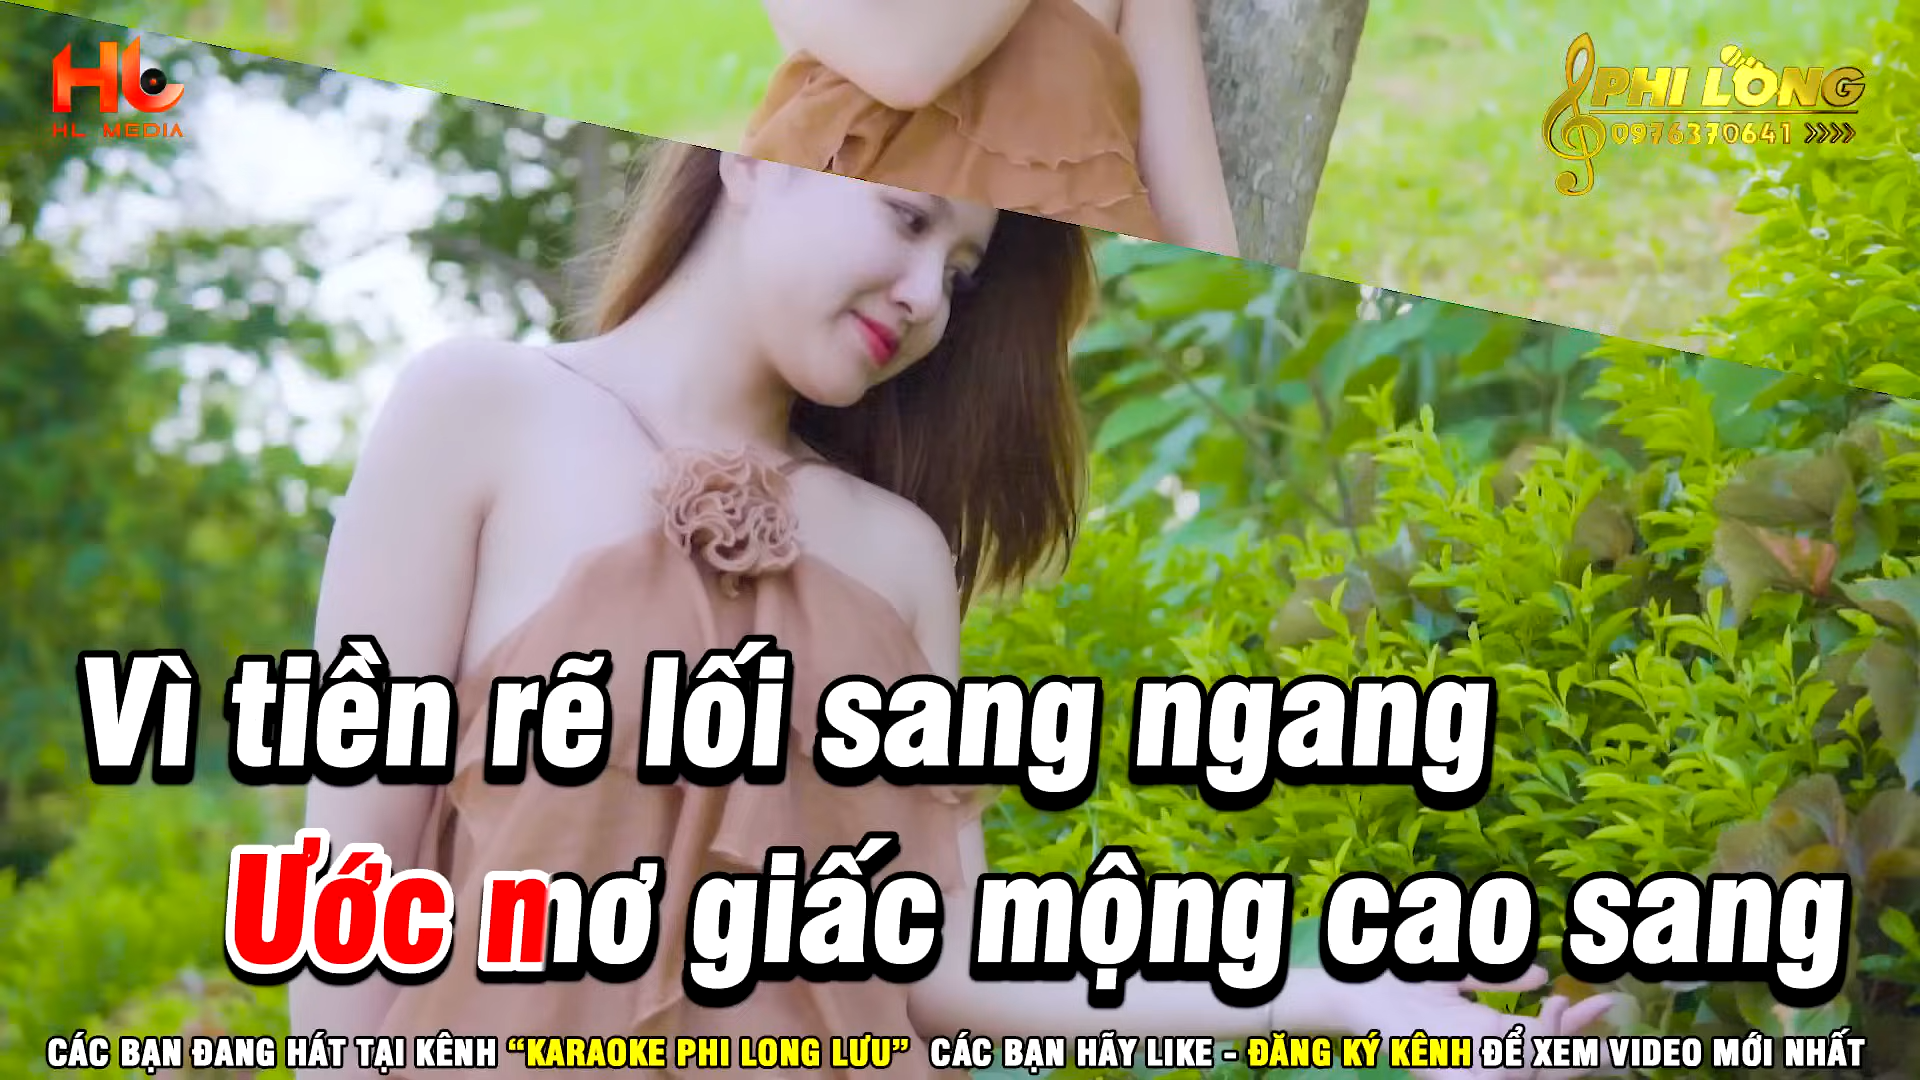 HL MEDIA
PHI LONG
0976370641
Vì tiền rẽ lối sang ngang
Ước mơ giấc mộng cao sang
CÁC BẠN ĐANG HÁT TẠI KÊNH “KARAOKE PHI LONG LƯU” CÁC BẠN HÃY LIKE - ĐĂNG KÝ KÊNH ĐỂ XEM VIDEO MỚI NHẤT